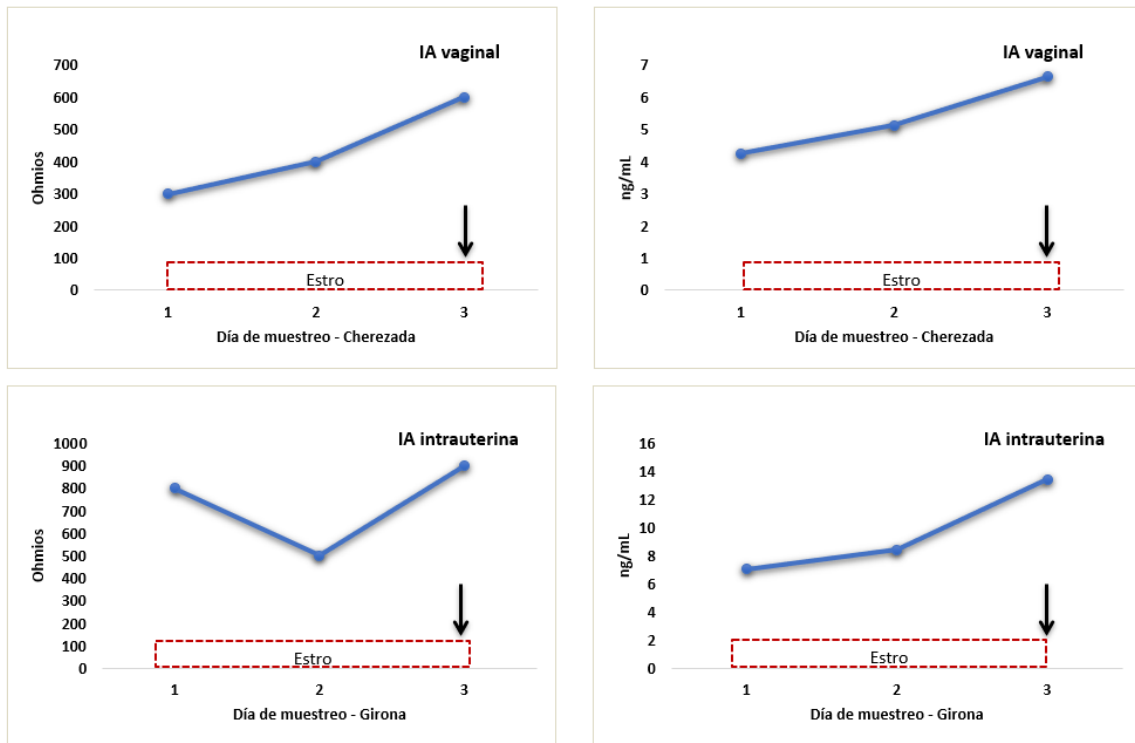 IA vaginal
700
600
500
400
300
200
100
0
Ohmios
Estro
1 2 3
Día de muestreo - Cherezada
IA vaginal
7
6
5
4
3
2
1
0
ng/mL
Estro
1 2 3
Día de muestreo - Cherezada
IA intrauterina
1000
900
800
700
600
500
400
300
200
100
0
Ohmios
Estro
1 2 3
Día de muestreo - Girona
IA intrauterina
16
14
12
10
8
6
4
2
0
ng/mL
Estro
1 2 3
Día de muestreo - Girona